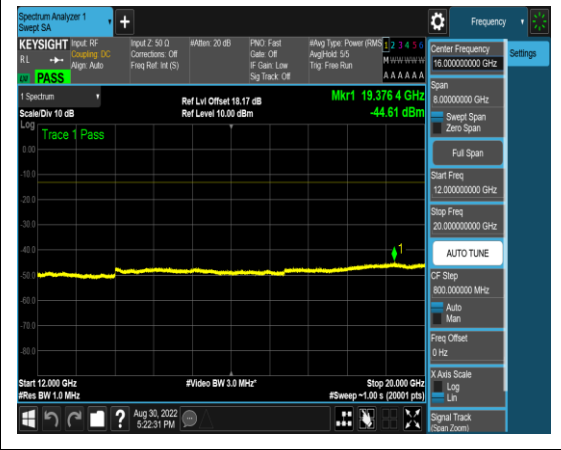 Spectrum Analyzer 1
Swept SA
+
Frequency
KEYSIGHT
RL
PASS
Input: RF
Coupling: DC
Align: Auto
Input Z: 50 Ω
Corrections: Off
Freq Ref: Int (S)
#Atten: 20 dB
PNO: Fast
Gate: Off
IF Gain: Low
Sig Track: Off
#Avg Type: Power (RMS
Avg|Hold: 5/5
Trig: Free Run
1 2 3 4 5 6
M W W W W W
A A A A A A
1 Spectrum
Scale/Div 10 dB
Ref Lvl Offset 18.17 dB
Ref Level 10.00 dBm
Mkr1 19.376 4 GHz
-44.61 dBm
Log
Trace 1 Pass
0.00
-10.0
-20.0
-30.0
-40.0
-50.0
-60.0
-70.0
-80.0
1
Start 12.000 GHz
#Res BW 1.0 MHz
#Video BW 3.0 MHz*
Stop 20.000 GHz
#Sweep ~1.00 s (20001 pts)
?
Aug 30, 2022
5:22:31 PM
Center Frequency
16.000000000 GHz
Settings
Span
8.00000000 GHz
Swept Span
Zero Span
Full Span
Start Freq
12.000000000 GHz
Stop Freq
20.000000000 GHz
AUTO TUNE
CF Step
800.000000 MHz
Auto
Man
Freq Offset
0 Hz
X Axis Scale
Log
Lin
Signal Track
(Span Zoom)